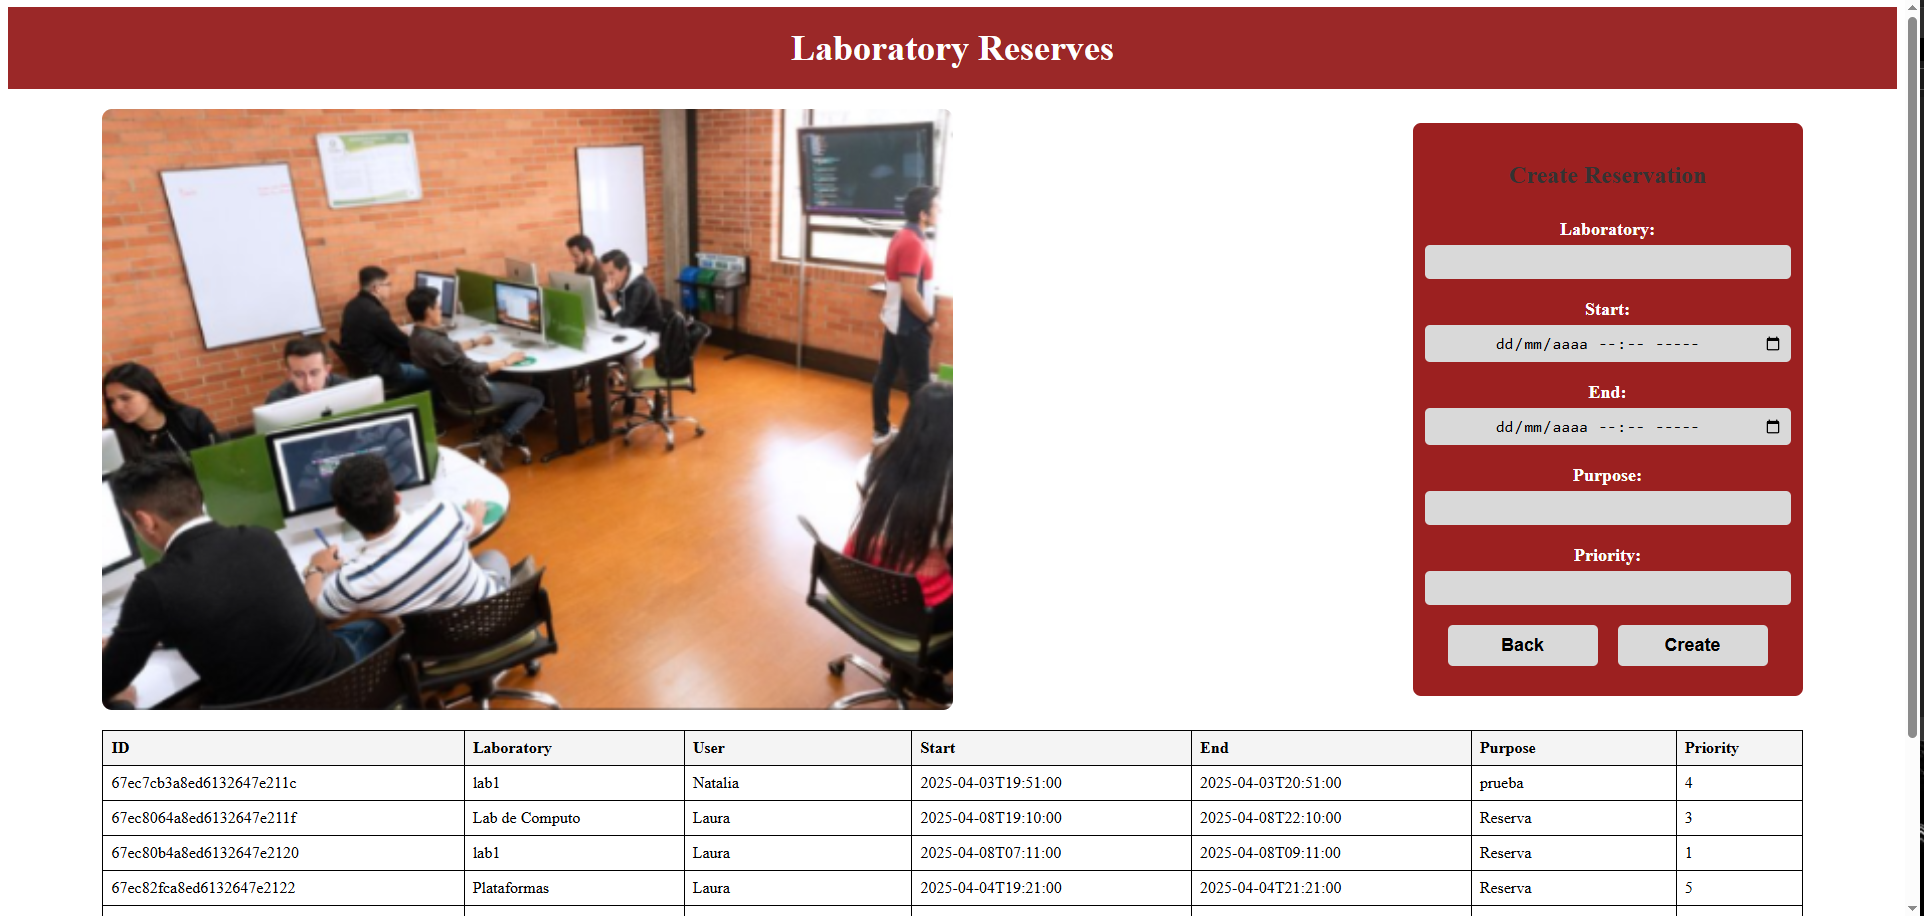 Laboratory Reserves
Create Reservation
Laboratory:
Start:
dd/mm/aaaa --:-- -----
End:
dd/mm/aaaa --:-- -----
Purpose:
Priority:
Back Create
ID Laboratory User Start End Purpose Priority
67ec7cb3a8ed6132647e211c lab1 Natalia 2025-04-03T19:51:00 2025-04-03T20:51:00 prueba 4
67ec8064a8ed6132647e211f Lab de Computo Laura 2025-04-08T19:10:00 2025-04-08T22:10:00 Reserva 3
67ec80b4a8ed6132647e2120 lab1 Laura 2025-04-08T07:11:00 2025-04-08T09:11:00 Reserva 1
67ec82fca8ed6132647e2122 Plataformas Laura 2025-04-04T19:21:00 2025-04-04T21:21:00 Reserva 5